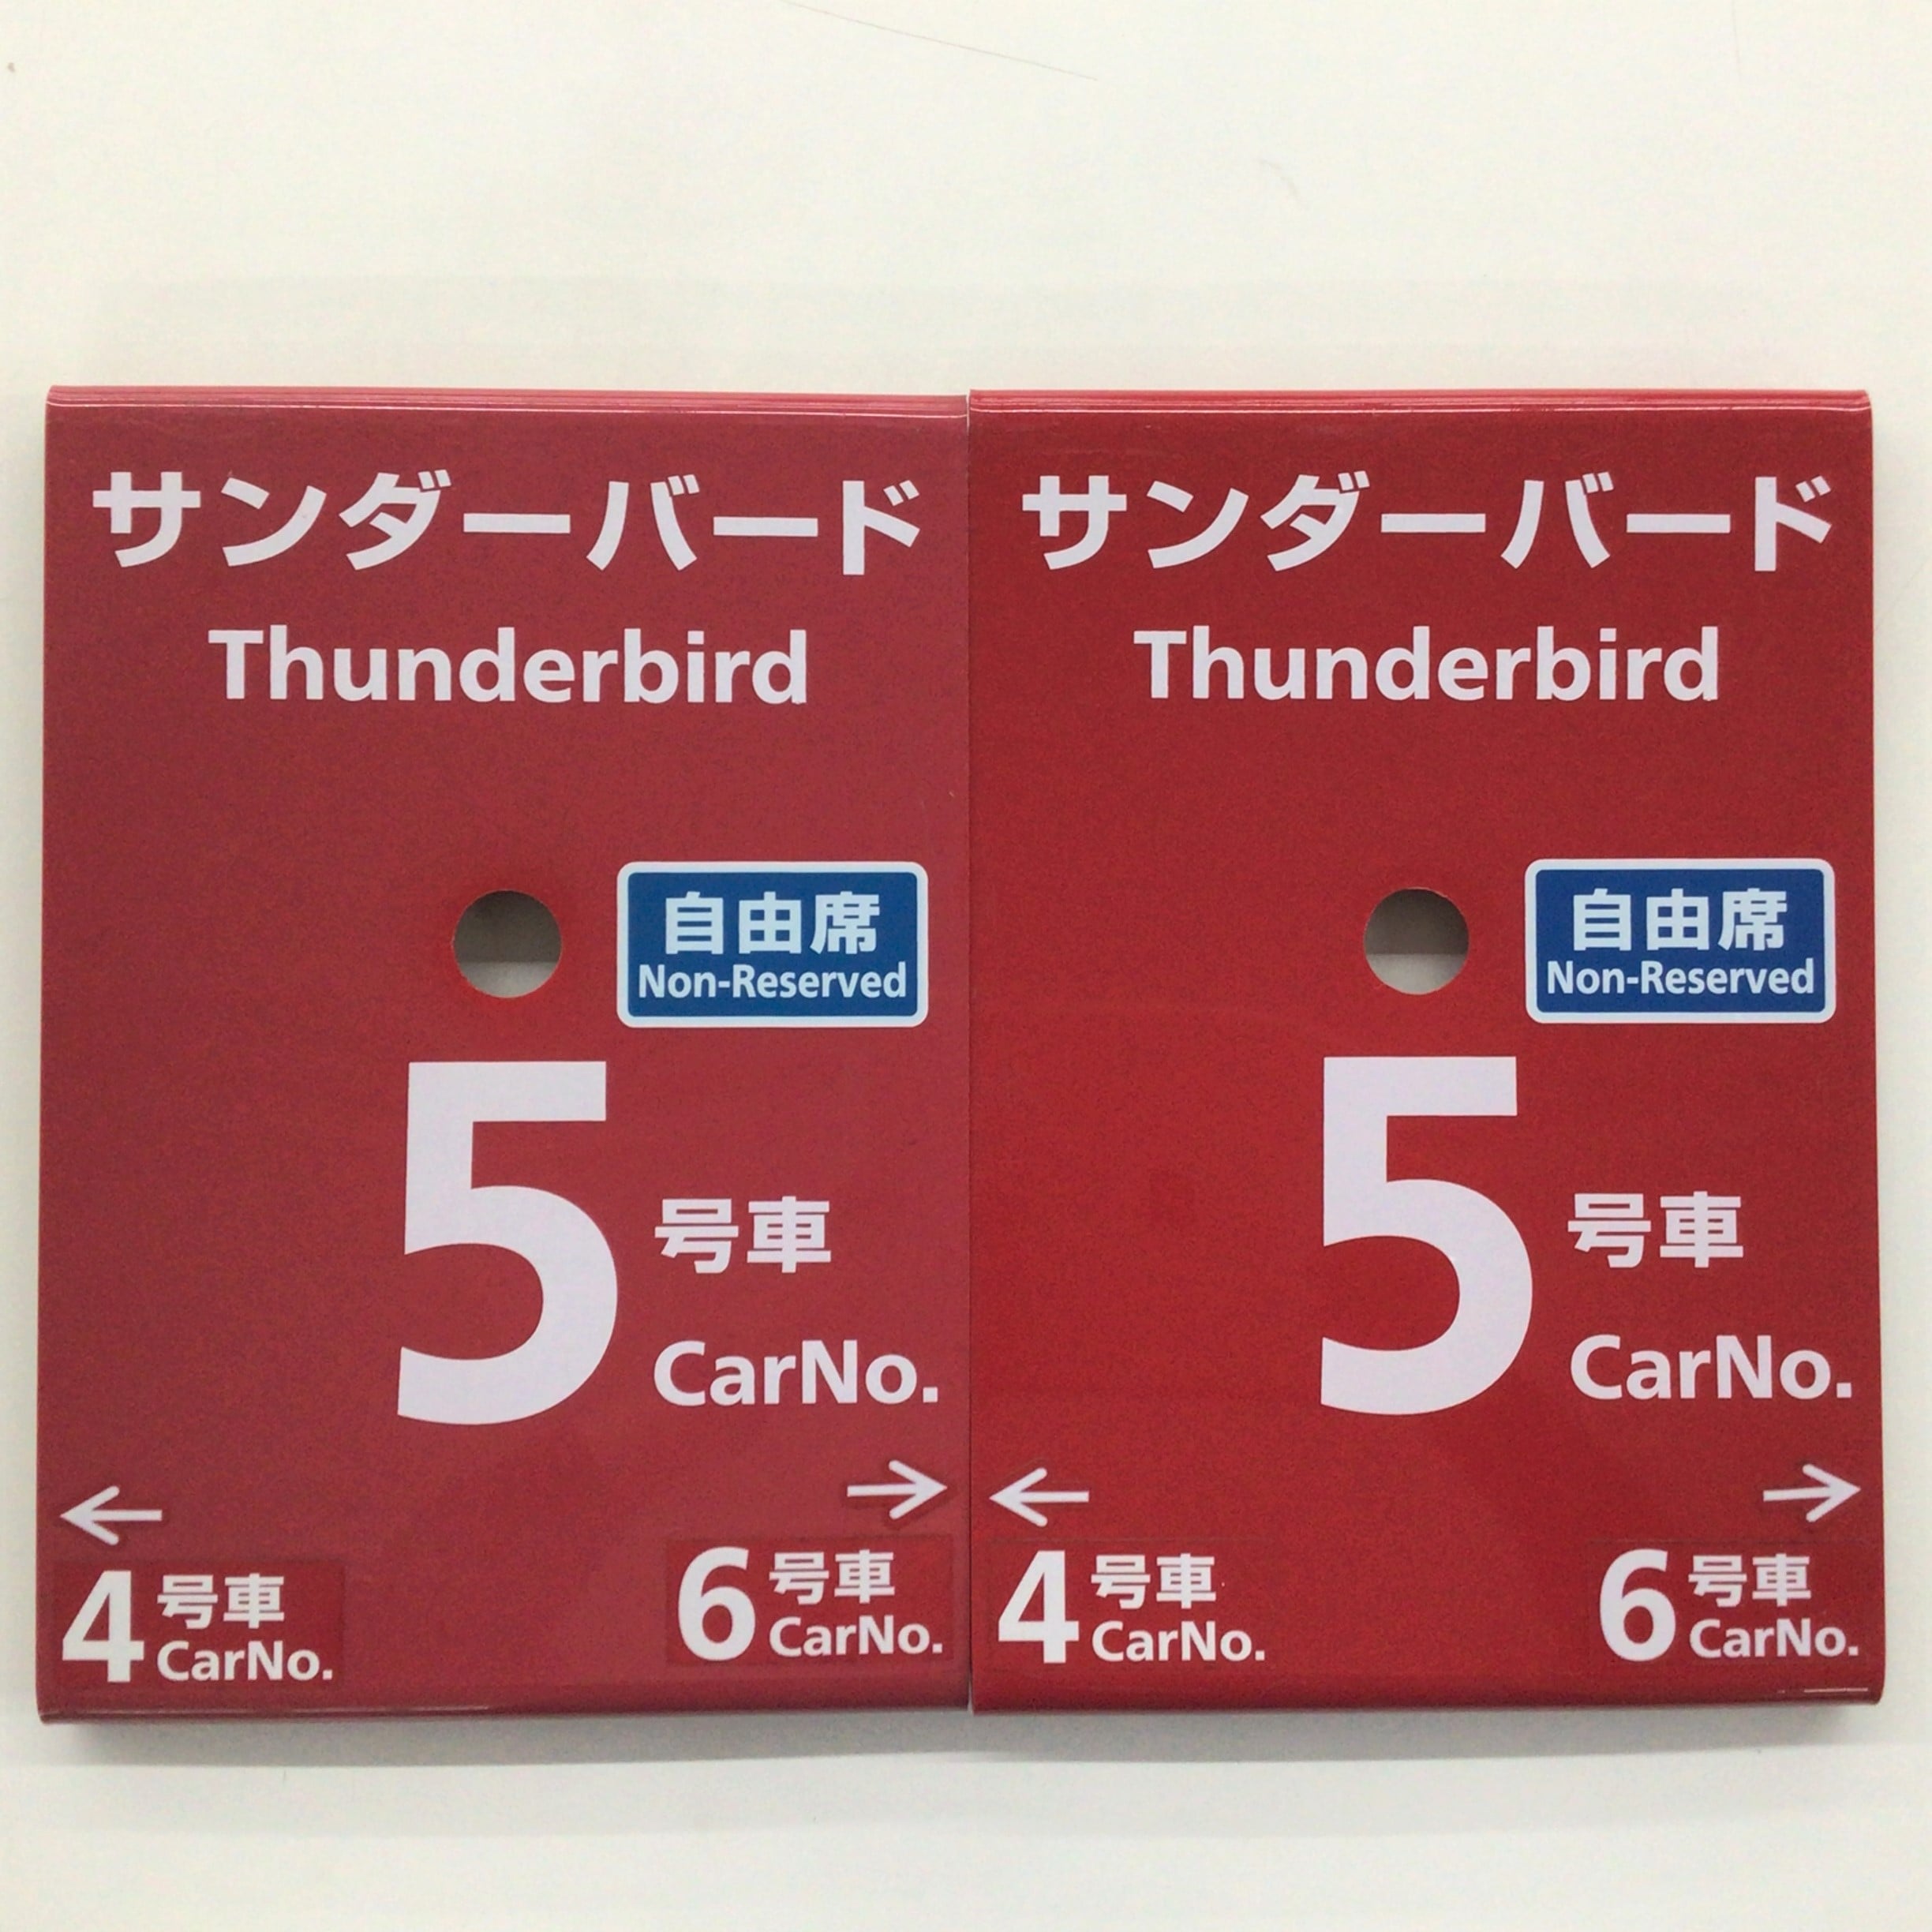 サンダーバード
Thunderbird
自由席
Non-Reserved
5 号車
CarNo.
← →
4 号車
CarNo.
6 号車
CarNo.
サンダーバード
Thunderbird
自由席
Non-Reserved
5 号車
CarNo.
← →
4 号車
CarNo.
6 号車
CarNo.